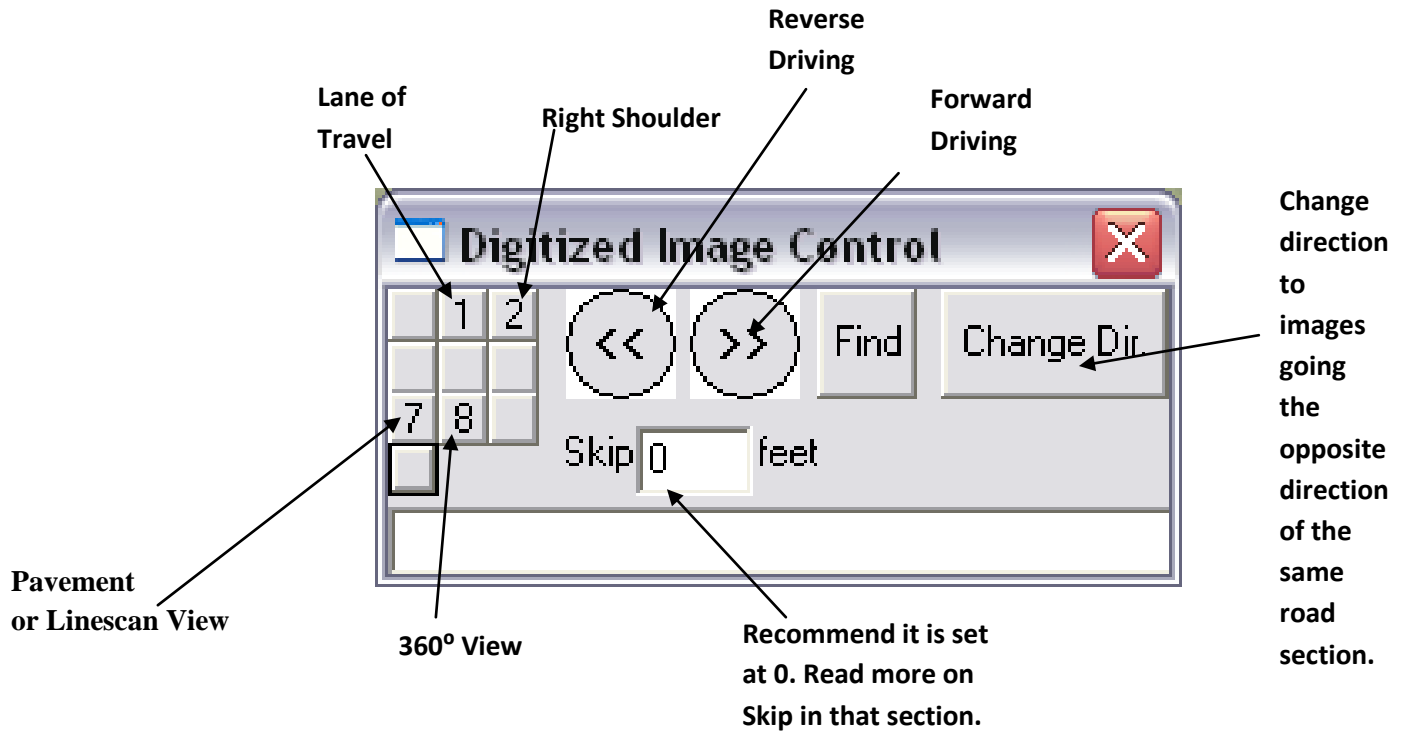 Reverse
Driving
Lane of
Travel
Right Shoulder
Forward
Driving
Change
direction
to
images
going
the
opposite
direction
of the
same
road
section.
Digitized Image Control
1 2
<< >> Find Change Dir.
7 8
Skip 0 feet
Pavement
or Linescan View
360º View
Recommend it is set
at 0. Read more on
Skip in that section.